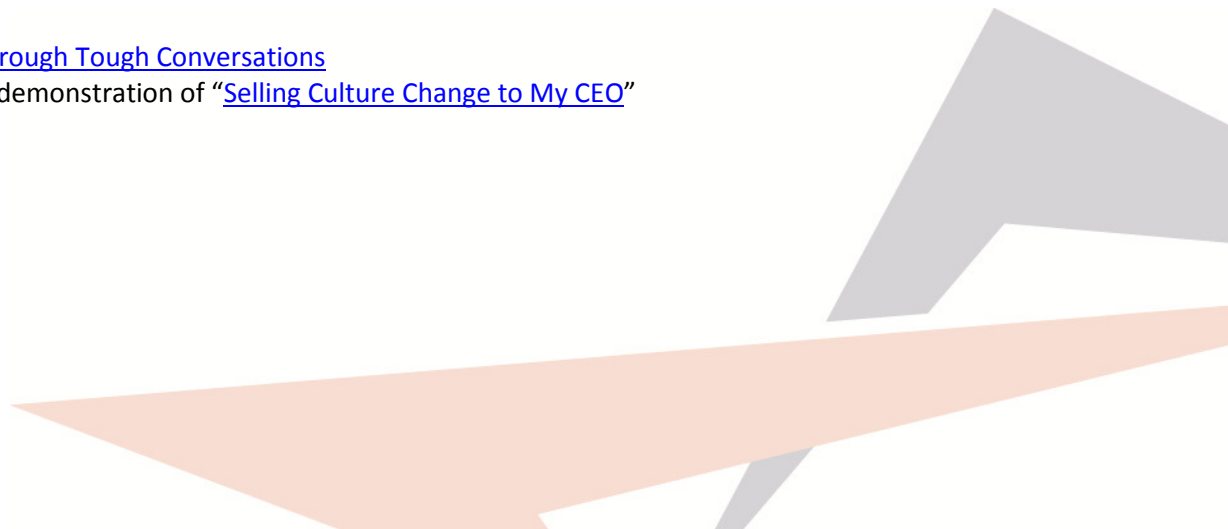 rough Tough Conversations
demonstration of “Selling Culture Change to My CEO”